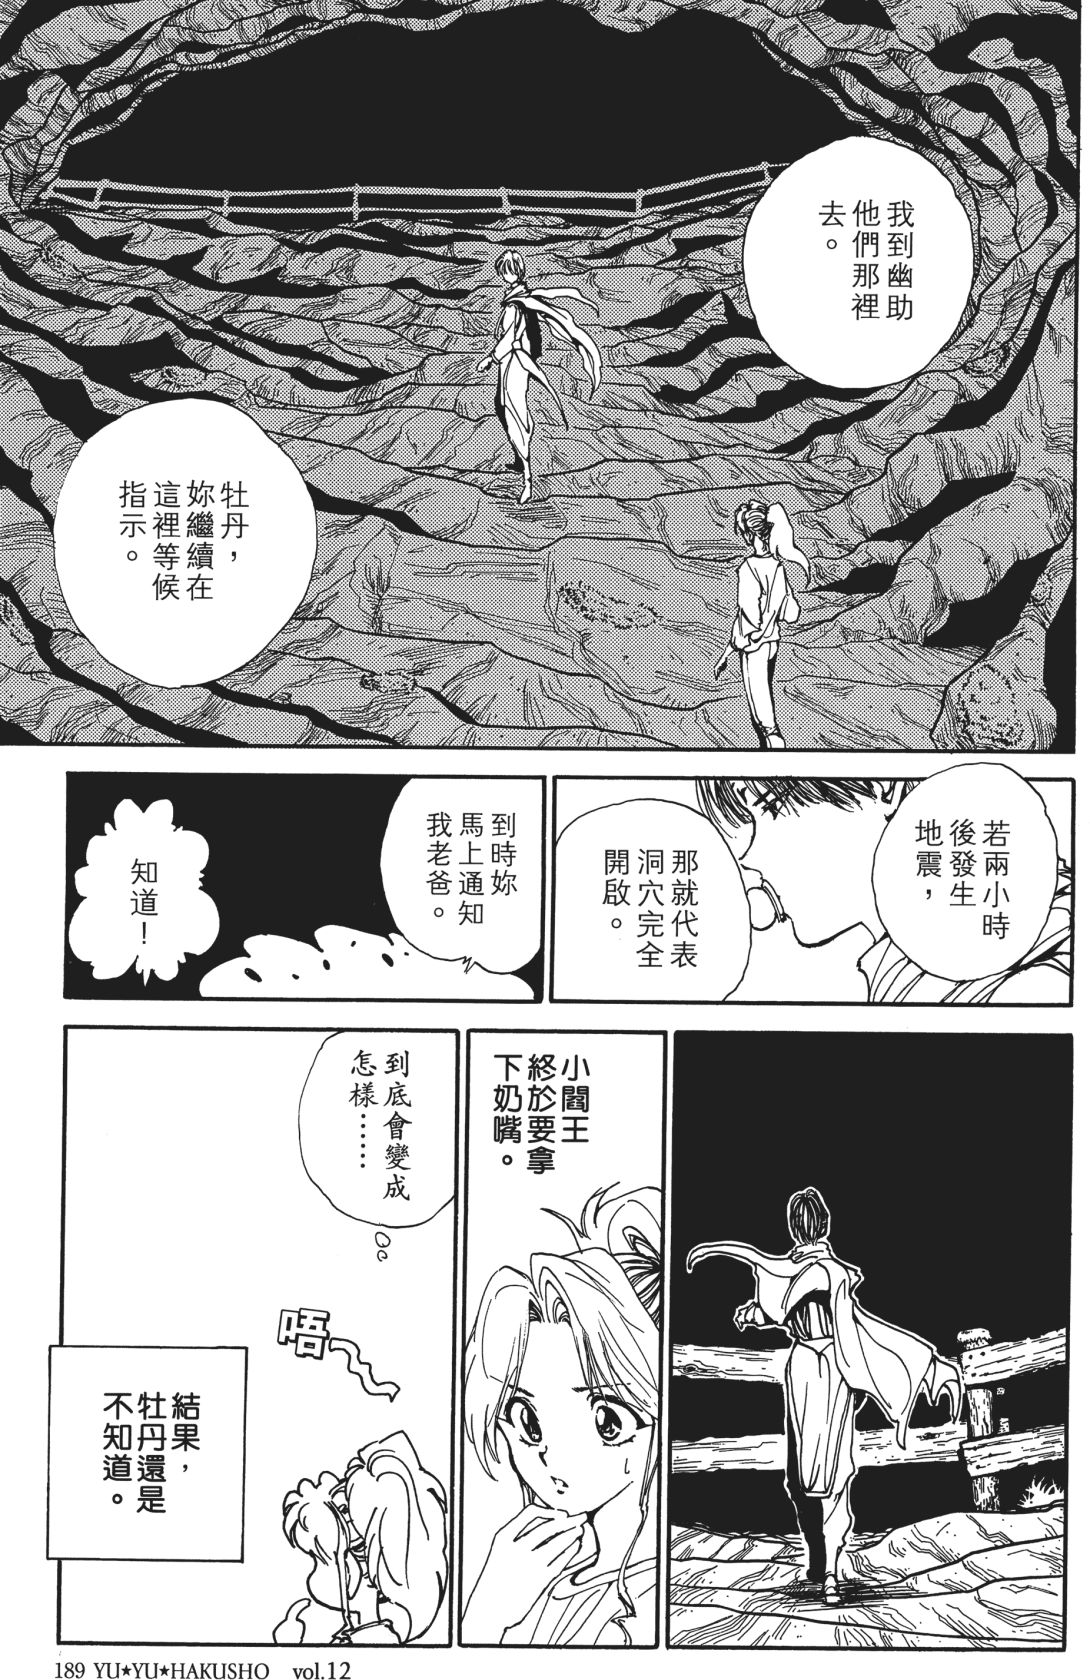 我到幽助
他們那裡
去。
牡丹，
妳繼續在
這裡等候
指示。
若兩小時
後發生
地震，
那就代表
洞穴完全
開啟。
到時妳
馬上通知
我老爸。
知道！
小閻王
終於要拿
下奶嘴。
到底會變成
怎樣……
唔～
結果，
牡丹還是
不知道。
189 YU★YU★HAKUSHO vol.12